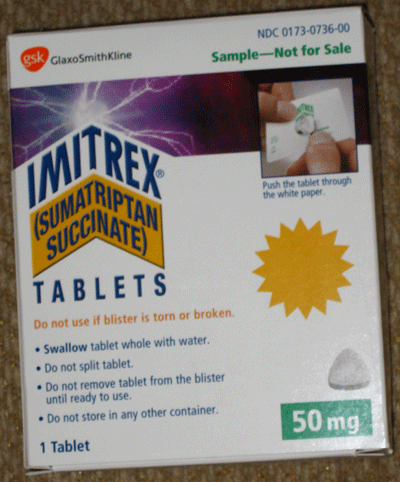 NDC 0173-0736-00
gsk GlaxoSmithKline
Sample—Not for Sale
IMITREX®
(SUMATRIPTAN
SUCCINATE)
TABLETS
Push the tablet through
the white paper.
Do not use if blister is torn or broken.
• Swallow tablet whole with water.
• Do not split tablet.
• Do not remove tablet from the blister
until ready to use.
• Do not store in any other container.
1 Tablet
50 mg